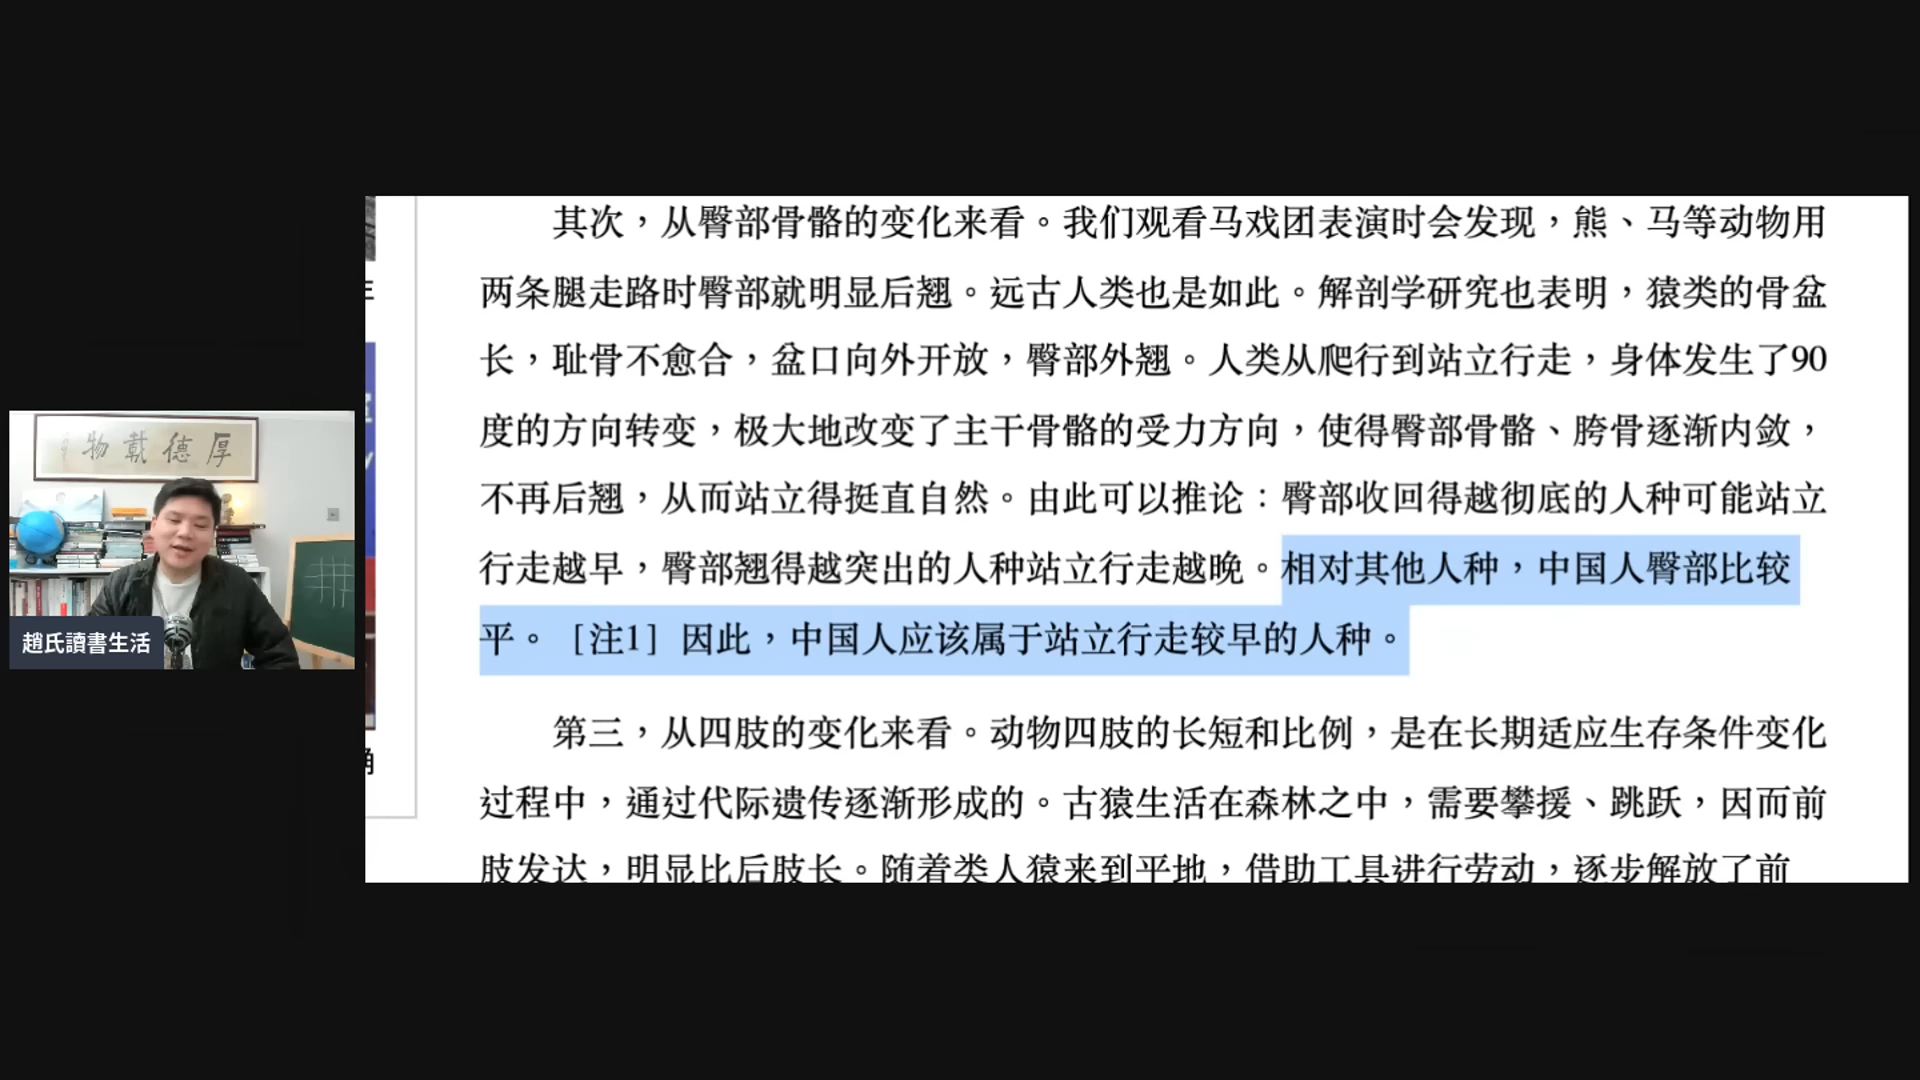 其次，从臀部骨骼的变化来看。我们观看马戏团表演时会发现，熊、马等动物用
两条腿走路时臀部就明显后翘。远古人类也是如此。解剖学研究也表明，猿类的骨盆
长，耻骨不愈合，盆口向外开放，臀部外翘。人类从爬行到站立行走，身体发生了90
度的方向转变，极大地改变了主干骨骼的受力方向，使得臀部骨骼、胯骨逐渐内敛，
不再后翘，从而站立得挺直自然。由此可以推论：臀部收回得越彻底的人种可能站立
行走越早，臀部翘得越突出的人种站立行走越晚。相对其他人种，中国人臀部比较
平。［注1］因此，中国人应该属于站立行走较早的人种。
第三，从四肢的变化来看。动物四肢的长短和比例，是在长期适应生存条件变化
过程中，通过代际遗传逐渐形成的。古猿生活在森林之中，需要攀援、跳跃，因而前
肢发达，明显比后肢长。随着类人猿来到平地，借助工具进行劳动，逐步解放了前
物載德厚
趙氏讀書生活